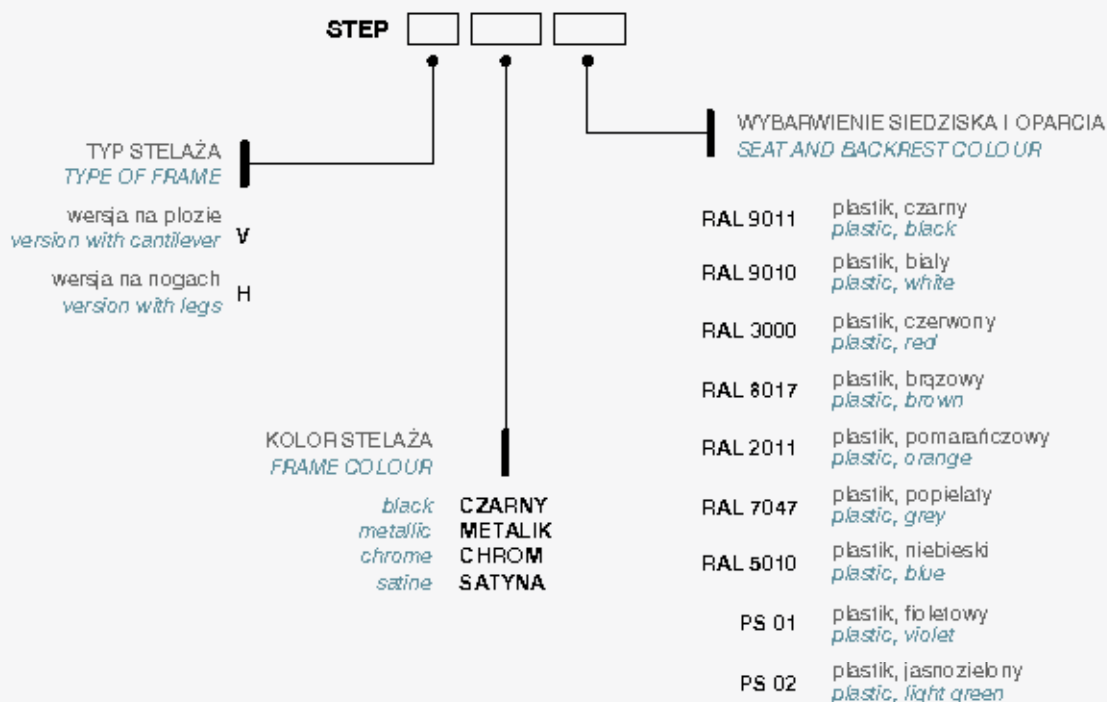 STEP
TYP STELAŻA
TYPE OF FRAME
wersja na płozie
version with cantilever V
wersja na nogach
version with legs H
KOLOR STELAŻA
FRAME COLOUR
black CZARNY
metallic METALIK
chrome CHROM
satine SATYNA
WYBARWIENIE SIEDZISKA I OPARCIA
SEAT AND BACKREST COLOUR
RAL 9011 plastik, czarny
plastic, black
RAL 9010 plastik, biały
plastic, white
RAL 3000 plastik, czerwony
plastic, red
RAL 8017 plastik, brązowy
plastic, brown
RAL 2011 plastik, pomarańczowy
plastic, orange
RAL 7047 plastik, popielaty
plastic, grey
RAL 5010 plastik, niebieski
plastic, blue
PS 01 plastik, fioletowy
plastic, violet
PS 02 plastik, jasnozielony
plastic, light green